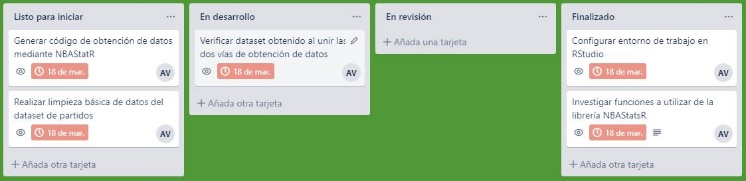 Listo para iniciar
Generar código de obtención de datos
mediante NBAStatR
18 de mar.
AV
Realizar limpieza básica de datos del
dataset de partidos
18 de mar.
AV
Añada otra tarjeta
En desarrollo
Verificar dataset obtenido al unir las
dos vías de obtención de datos
18 de mar.
AV
Añada otra tarjeta
En revisión
Añada una tarjeta
Finalizado
Configurar entorno de trabajo en
RStudio
18 de mar.
AV
Investigar funciones a utilizar de la
librería NBAStatsR
18 de mar.
AV
Añada otra tarjeta